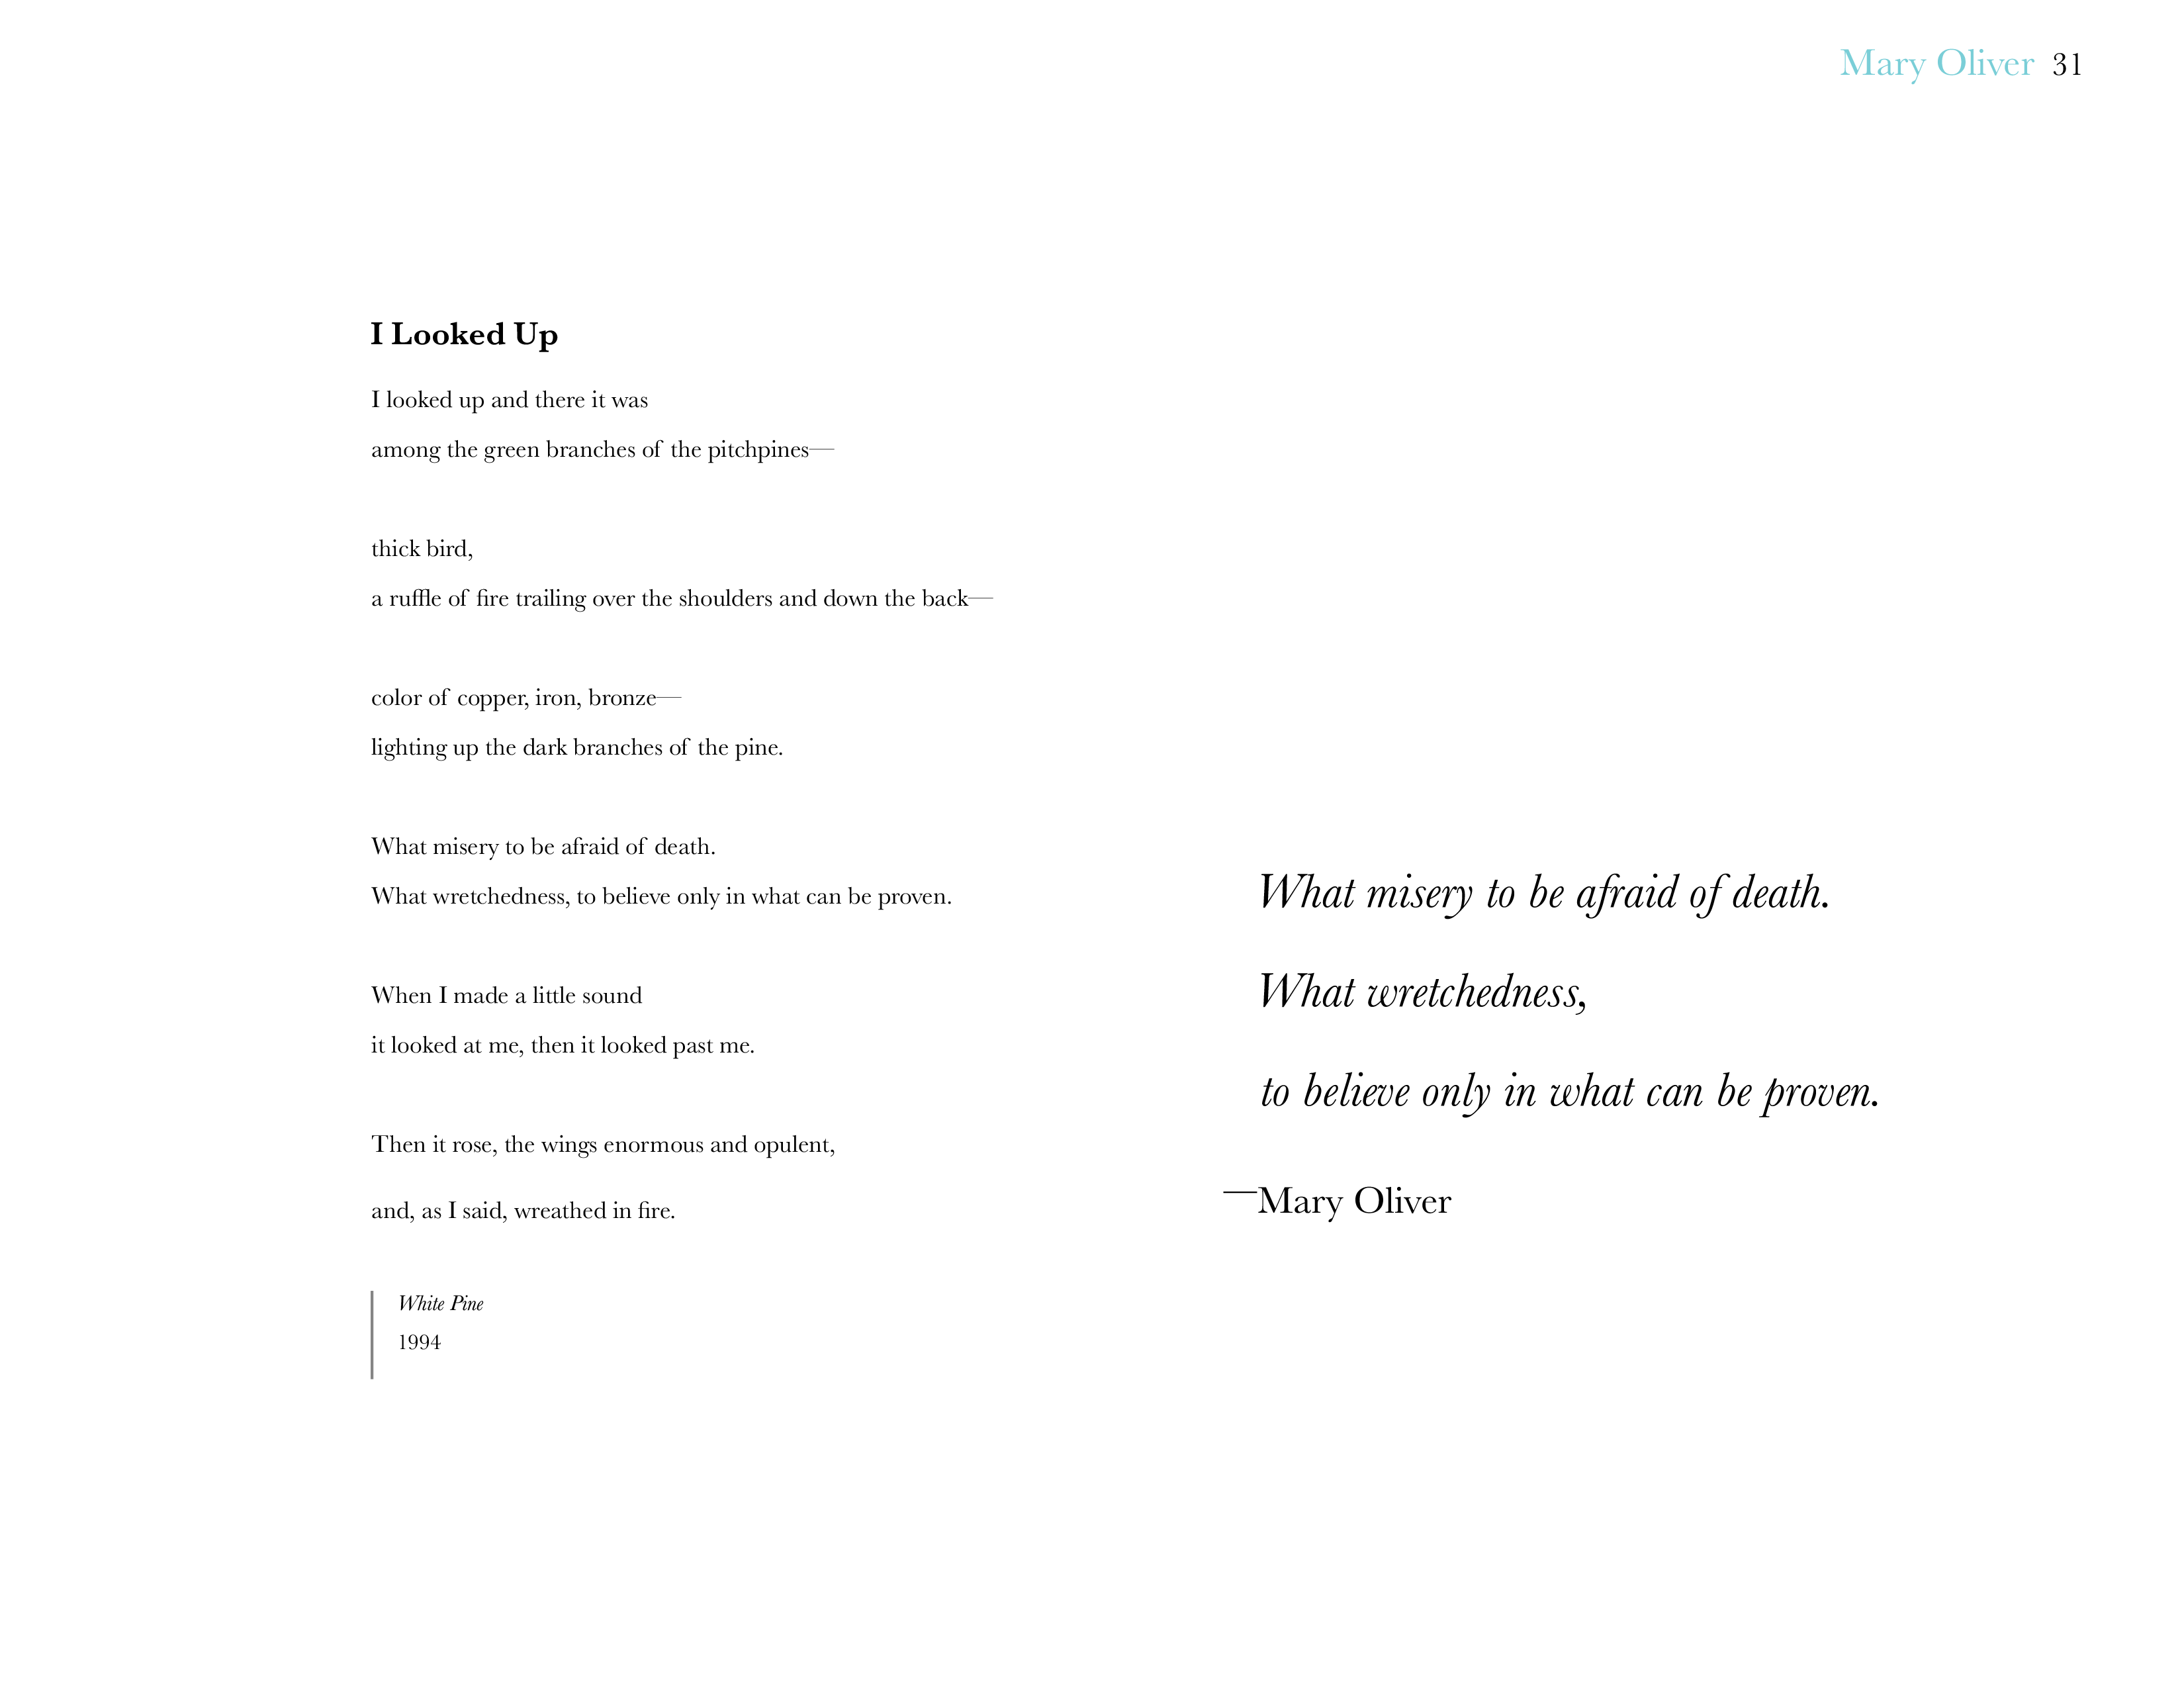 Mary Oliver 31
I Looked Up
I looked up and there it was
among the green branches of the pitchpines—
thick bird,
a ruffle of fire trailing over the shoulders and down the back—
color of copper, iron, bronze—
lighting up the dark branches of the pine.
What misery to be afraid of death.
What wretchedness, to believe only in what can be proven.
When I made a little sound
it looked at me, then it looked past me.
Then it rose, the wings enormous and opulent,
and, as I said, wreathed in fire.
White Pine
1994
What misery to be afraid of death.
What wretchedness,
to believe only in what can be proven.
—Mary Oliver